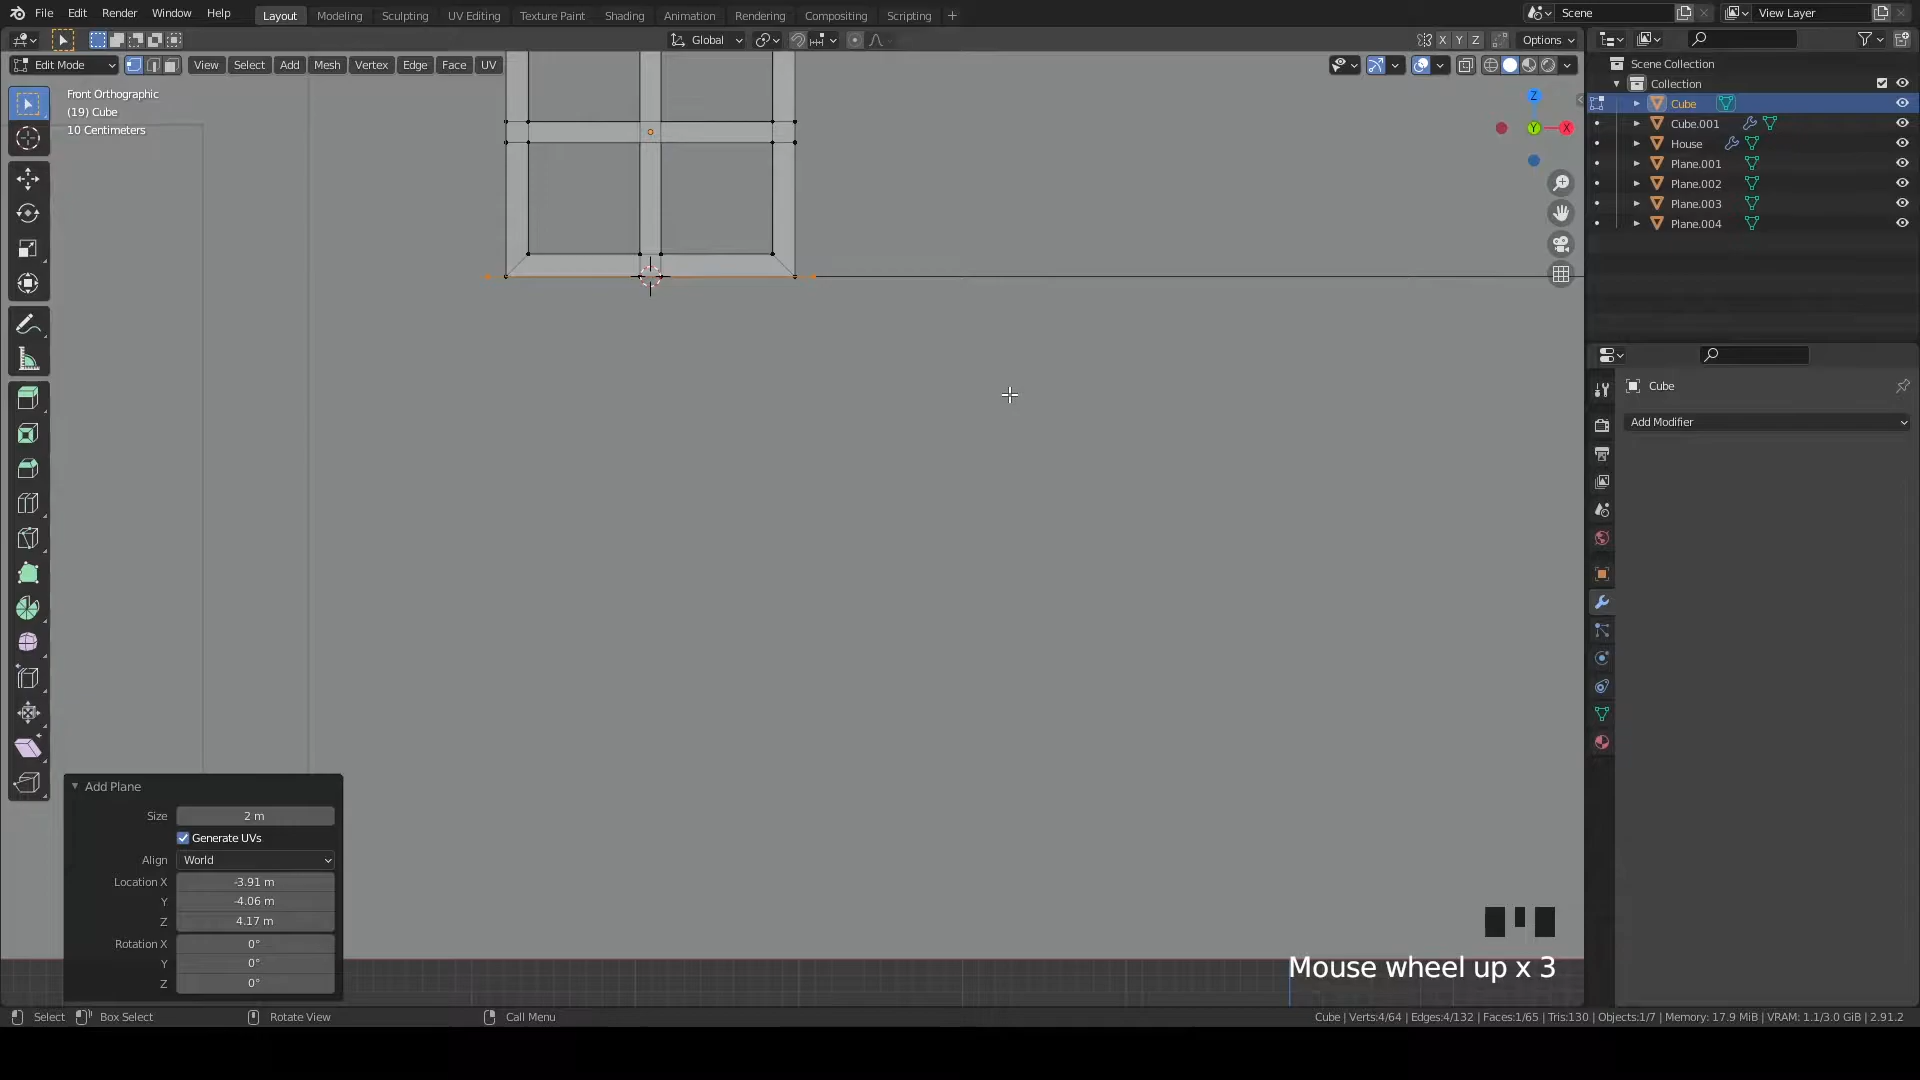 File Edit Render Window Help Layout Modeling Sculpting UV Editing Texture Paint Shading Animation Rendering Compositing Scripting + Scene View Layer
Global X Y Z Options
Edit Mode View Select Add Mesh Vertex Edge Face UV
Scene Collection
Collection
Cube
Cube.001
House
Plane.001
Plane.002
Plane.003
Plane.004
Front Orthographic
(19) Cube
10 Centimeters
Z
Y
X
Cube
Add Modifier
Add Plane
Size 2 m
Generate UVs
Align World
Location X -3.91 m
Y -4.06 m
Z 4.17 m
Rotation X 0°
Y 0°
Z 0°
Mouse wheel up x 3
Select Box Select Rotate View Call Menu Cube | Verts:4/64 | Edges:4/132 | Faces:1/65 | Tris:130 | Objects:1/7 | Memory: 17.9 MiB | VRAM: 1.1/3.0 GiB | 2.91.2